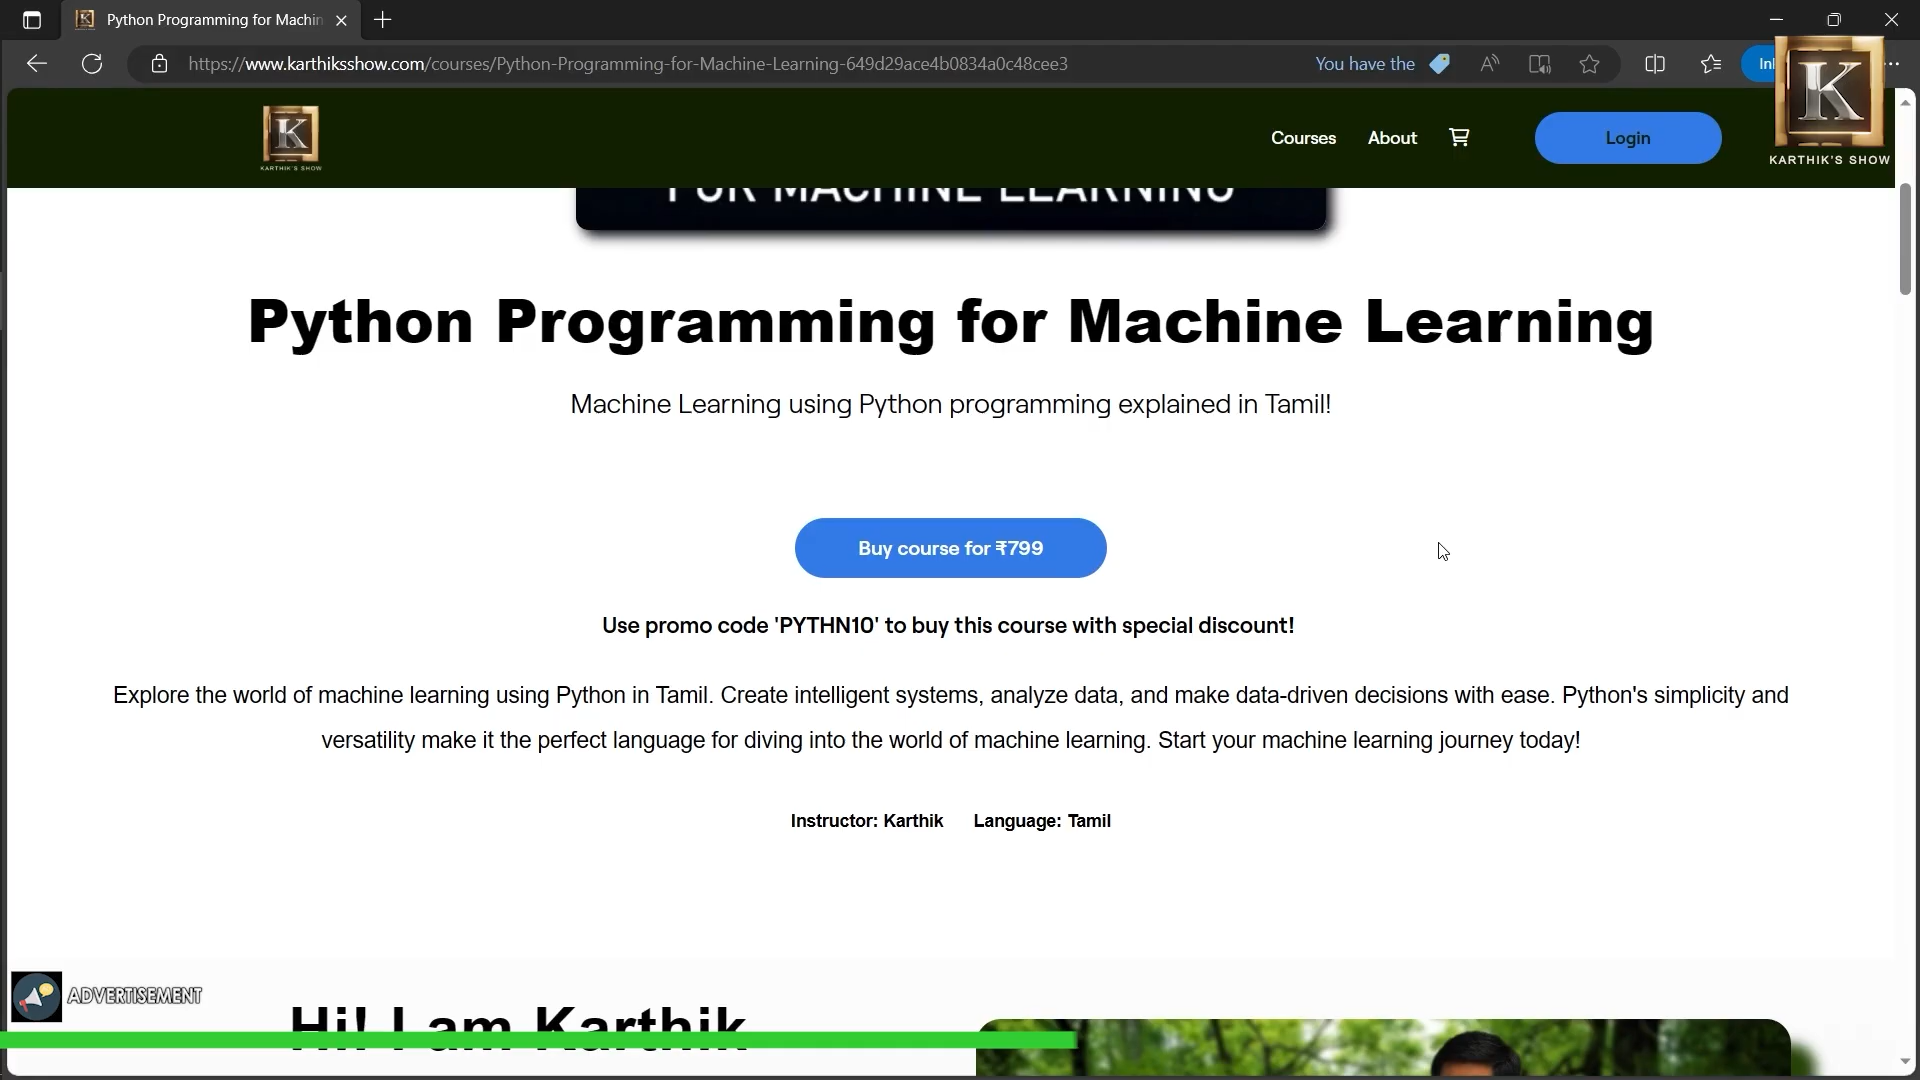 Python Programming for Machin
https://www.karthiksshow.com/courses/Python-Programming-for-Machine-Learning-649d29ace4b0834a0c48cee3
You have the
K
KARTHIK'S SHOW
Courses
About
Login
K
KARTHIK'S SHOW
FOR MACHINE LEARNING
Python Programming for Machine Learning
Machine Learning using Python programming explained in Tamil!
Buy course for ₹799
Use promo code 'PYTHN10' to buy this course with special discount!
Explore the world of machine learning using Python in Tamil. Create intelligent systems, analyze data, and make data-driven decisions with ease. Python's simplicity and
versatility make it the perfect language for diving into the world of machine learning. Start your machine learning journey today!
Instructor: Karthik Language: Tamil
ADVERTISEMENT
Hi! I am Karthik